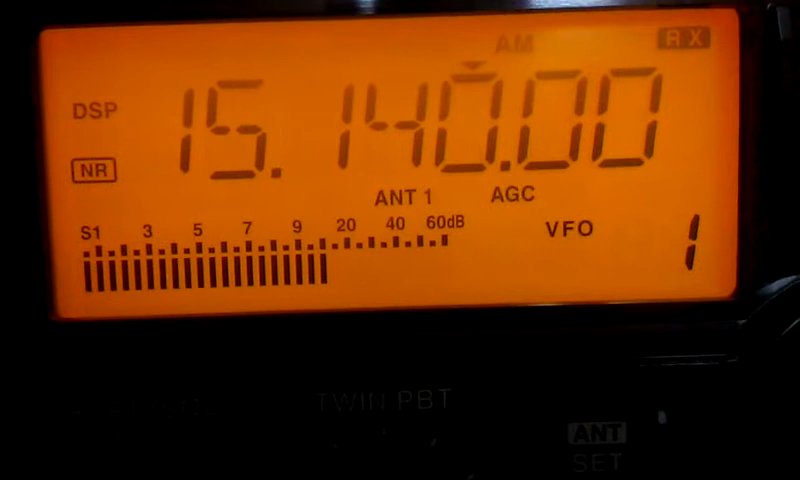 AM RX
DSP 15.140.00
NR
ANT 1 AGC
S1 3 5 7 9 20 40 60dB
VFO 1
TWIN PBT
ANT
SET